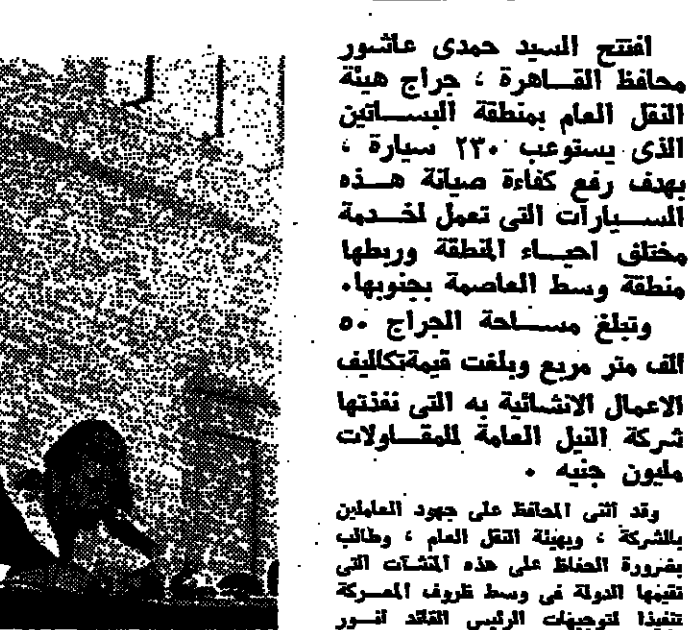 افتتح السيد حمدى عاشور
محافظ القاهرة ، جراج هيئة
النقل العام بمنطقة البساتين
الذى يستوعب ٢٣٠ سيارة ،
بهدف رفع كفاءة صيانة هذه
السيارات التى تعمل لخدمة
مختلف احياء المنطقة وربطها
منطقة وسط العاصمة بجنوبها.
وتبلغ مساحة الجراج ٥٠
الف متر مربع وبلغت قيمة تكاليف
الاعمال الانشائية به التى نفذتها
شركة النيل العامة للمقاولات
مليون جنيه .
وقد اثنى المحافظ على جهود العاملين
بالشركة ، وبهيئة النقل العام ، وطالب
بضرورة الحفاظ على هذه المنشآت التى
تقيمها الدولة فى وسط ظروف المعركة
تنفيذا لتوجيهات الرئيس القائد انور